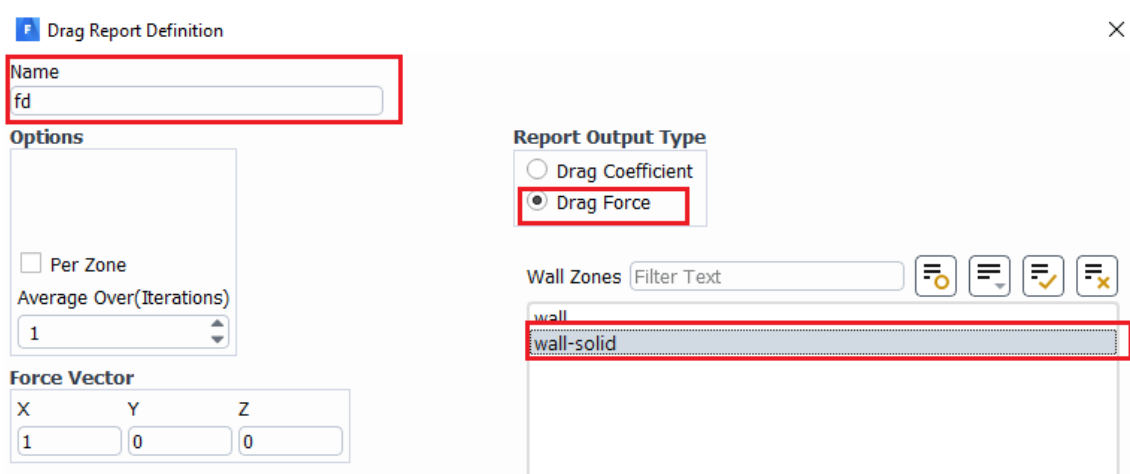 F Drag Report Definition
Name
fd
Options
Per Zone
Average Over(Iterations)
1
Force Vector
X Y Z
1 0 0
Report Output Type
Drag Coefficient
Drag Force
Wall Zones Filter Text
wall
wall-solid